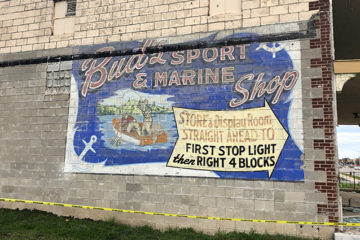 Bud's SPORT
& MARINE
Shop
STORE & Display Room
STRAIGHT AHEAD TO
FIRST STOP LIGHT
then RIGHT 4 BLOCKS